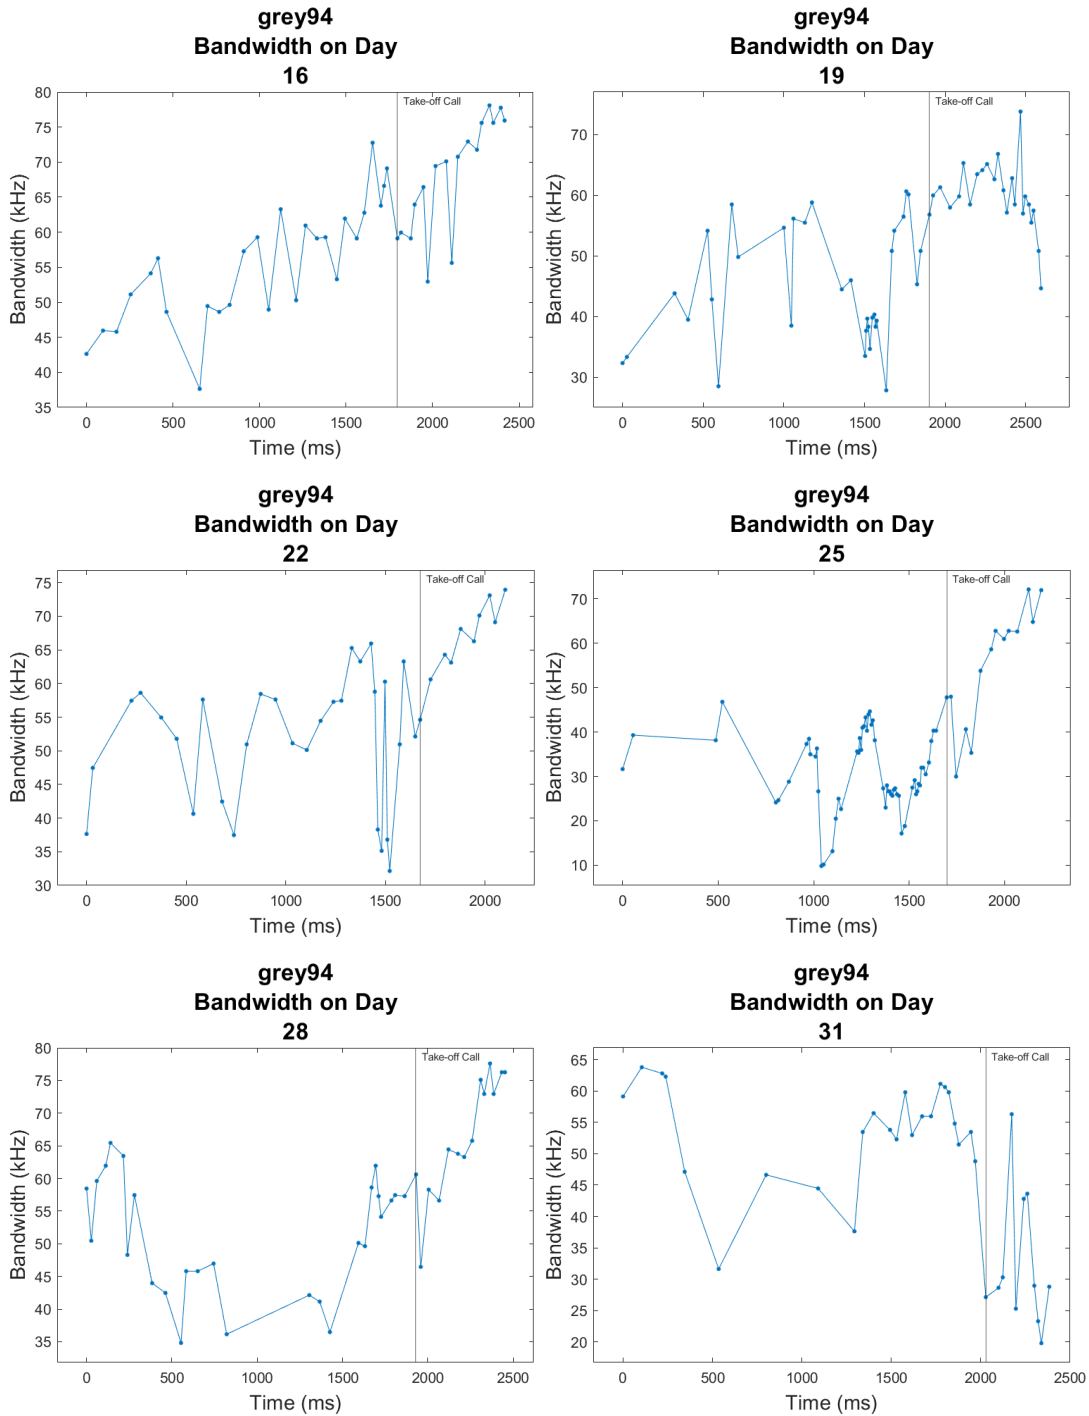 grey94
Bandwidth on Day
16
Take-off Call
80
75
70
65
60
55
50
45
40
35
Bandwidth (kHz)
0 500 1000 1500 2000 2500
Time (ms)
grey94
Bandwidth on Day
19
Take-off Call
70
60
50
40
30
Bandwidth (kHz)
0 500 1000 1500 2000 2500
Time (ms)
grey94
Bandwidth on Day
22
Take-off Call
75
70
65
60
55
50
45
40
35
30
Bandwidth (kHz)
0 500 1000 1500 2000
Time (ms)
grey94
Bandwidth on Day
25
Take-off Call
70
60
50
40
30
20
10
Bandwidth (kHz)
0 500 1000 1500 2000
Time (ms)
grey94
Bandwidth on Day
28
Take-off Call
80
75
70
65
60
55
50
45
40
35
Bandwidth (kHz)
0 500 1000 1500 2000 2500
Time (ms)
grey94
Bandwidth on Day
31
Take-off Call
65
60
55
50
45
40
35
30
25
20
Bandwidth (kHz)
0 500 1000 1500 2000 2500
Time (ms)